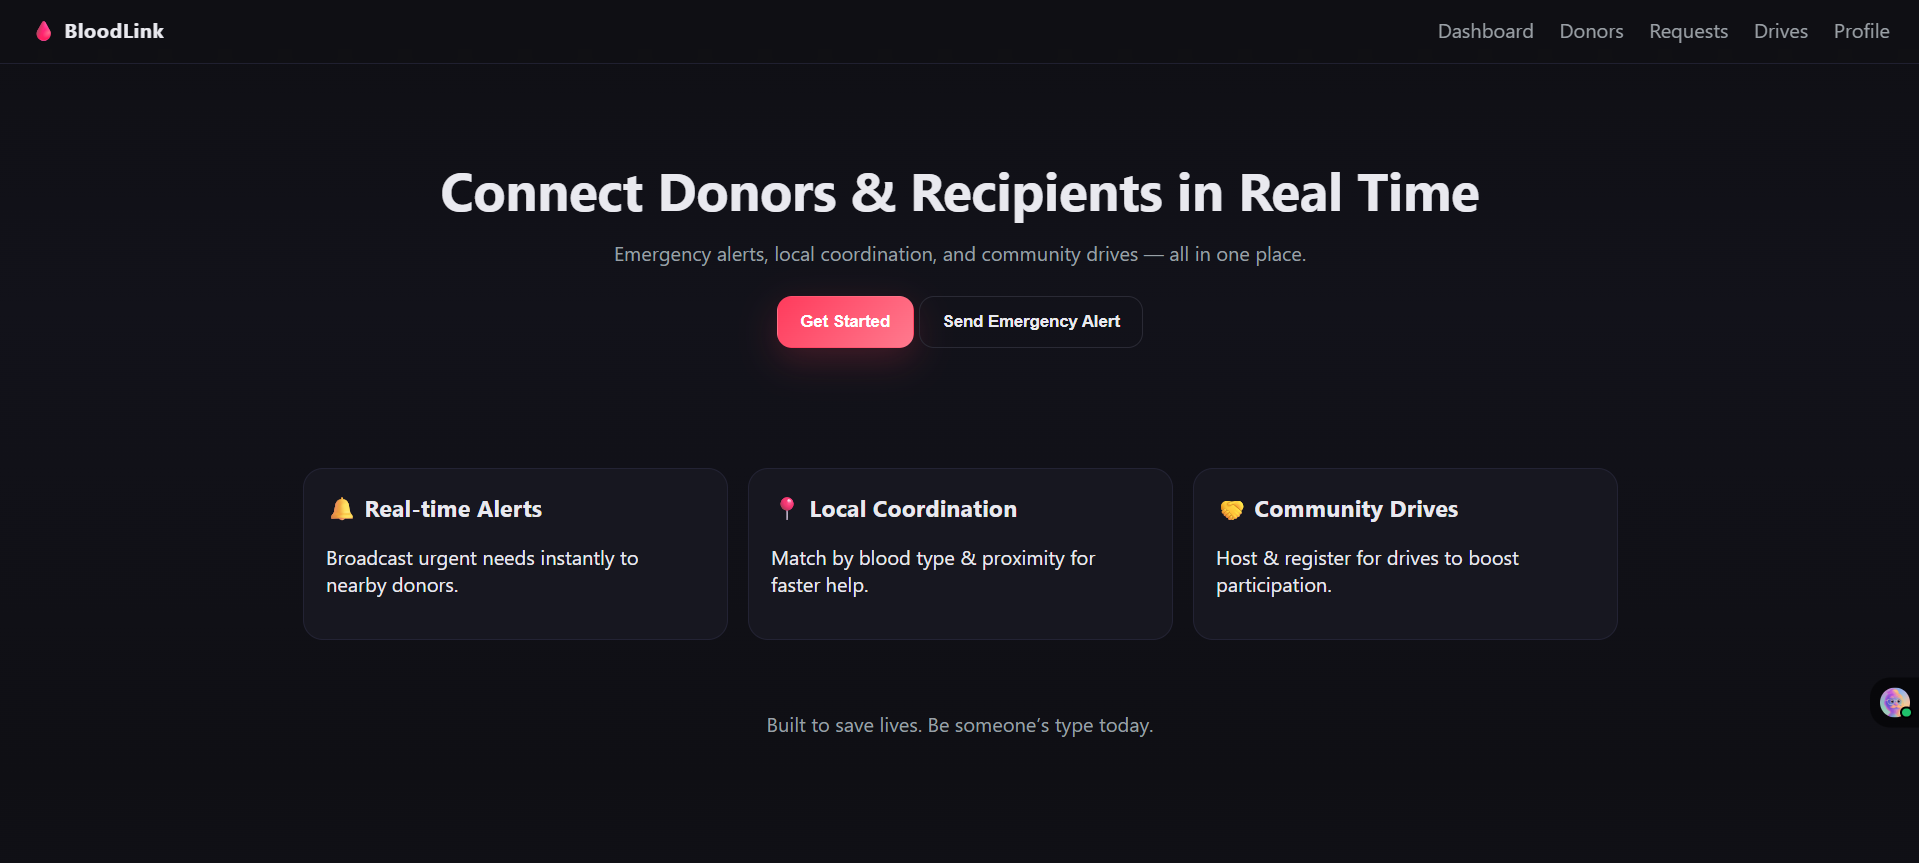 BloodLink
Dashboard Donors Requests Drives Profile
Connect Donors & Recipients in Real Time
Emergency alerts, local coordination, and community drives — all in one place.
Get Started
Send Emergency Alert
Real-time Alerts
Broadcast urgent needs instantly to
nearby donors.
Local Coordination
Match by blood type & proximity for
faster help.
Community Drives
Host & register for drives to boost
participation.
Built to save lives. Be someone’s type today.